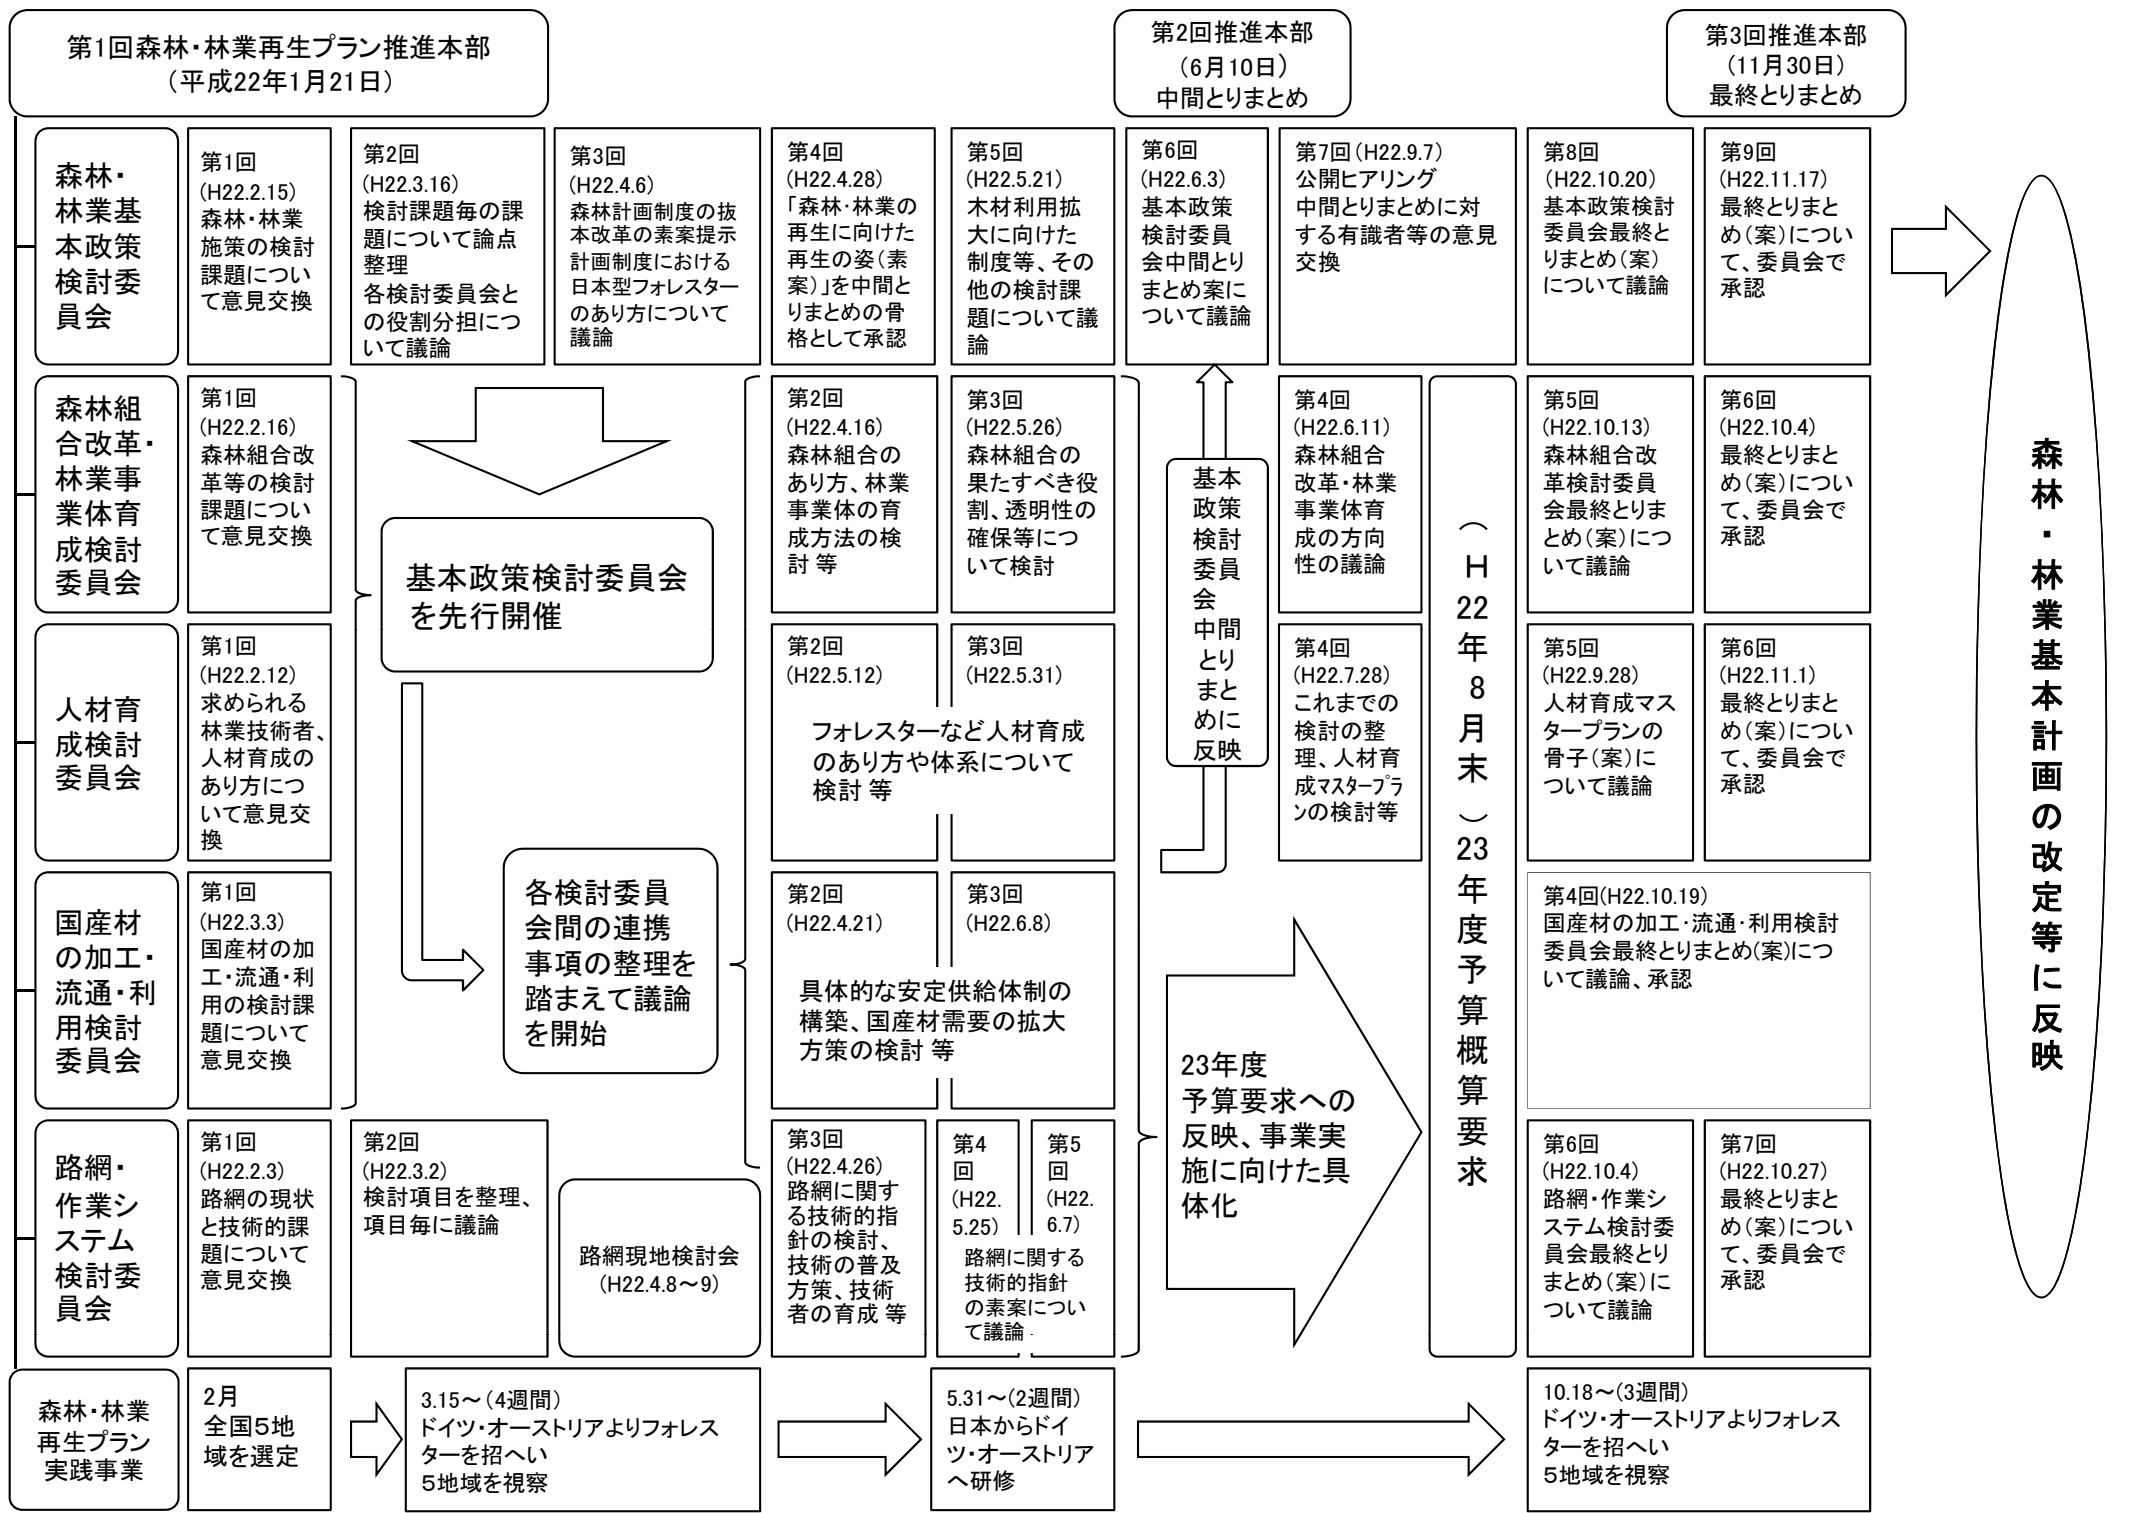 第1回森林・林業再生プラン推進本部
（平成22年1月21日）
第2回推進本部
（6月10日）
中間とりまとめ
第3回推進本部
（11月30日）
最終とりまとめ
森林・
林業基
本政策
検討委
員会
第1回
(H22.2.15)
森林・林業
施策の検討
課題につい
て意見交換
第2回
(H22.3.16)
検討課題毎の課
題について論点
整理
各検討委員会と
の役割分担につ
いて議論
第3回
(H22.4.6)
森林計画制度の抜
本改革の素案提示
計画制度における
日本型フォレスター
のあり方について
議論
第4回
(H22.4.28)
「森林・林業の
再生に向けた
再生の姿（素
案）」を中間と
りまとめの骨
格として承認
第5回
(H22.5.21)
木材利用拡
大に向けた
制度等、その
他の検討課
題について議
論
第6回
(H22.6.3)
基本政策
検討委員
会中間とり
まとめ案に
ついて議論
第7回（H22.9.7）
公開ヒアリング
中間とりまとめに対
する有識者等の意見
交換
第8回
（H22.10.20）
基本政策検討
委員会最終と
りまとめ（案）
について議論
第9回
(H22.11.17)
最終とりまと
め（案）につい
て、委員会で
承認
森林組
合改革・
林業事
業体育
成検討
委員会
第1回
(H22.2.16)
森林組合改
革等の検討
課題につい
て意見交換
第2回
(H22.4.16)
森林組合の
あり方、林業
事業体の育
成方法の検
討 等
第3回
(H22.5.26)
森林組合の
果たすべき役
割、透明性の
確保等につ
いて検討
第4回
(H22.6.11)
森林組合
改革・林業
事業体育
成の方向
性の議論
第5回
(H22.10.13)
森林組合改
革検討委員
会最終とりま
とめ（案）につ
いて議論
第6回
(H22.10.4)
最終とりまと
め（案）につい
て、委員会で
承認
基本政策検討委員会
を先行開催
基本
政策
検討
委員
会
中間
とり
まと
めに
反映
人材育
成検討
委員会
第1回
(H22.2.12)
求められる
林業技術者、
人材育成の
あり方につ
いて意見交
換
第2回
(H22.5.12)
第3回
(H22.5.31)
フォレスターなど人材育成
のあり方や体系について
検討 等
第4回
(H22.7.28)
これまでの
検討の整
理、人材育
成ﾏｽﾀｰﾌﾟﾗ
ﾝの検討等
第5回
(H22.9.28)
人材育成マス
タープランの
骨子（案）に
ついて議論
第6回
(H22.11.1)
最終とりまと
め（案）につい
て、委員会で
承認
（H22年8月末）23年度予算概算要求
各検討委員
会間の連携
事項の整理を
踏まえて議論
を開始
国産材
の加工・
流通・利
用検討
委員会
第1回
(H22.3.3)
国産材の加
工・流通・利
用の検討課
題について
意見交換
第2回
(H22.4.21)
第3回
(H22.6.8)
具体的な安定供給体制の
構築、国産材需要の拡大
方策の検討 等
23年度
予算要求への
反映、事業実
施に向けた具
体化
第4回(H22.10.19)
国産材の加工・流通・利用検討
委員会最終とりまとめ(案)につ
いて議論、承認
路網・
作業シ
ステム
検討委
員会
第1回
(H22.2.3)
路網の現状
と技術的課
題について
意見交換
第2回
(H22.3.2)
検討項目を整理、
項目毎に議論
路網現地検討会
(H22.4.8～9)
第3回
(H22.4.26)
路網に関す
る技術的指
針の検討、
技術の普及
方策、技術
者の育成 等
第4
回
(H22.
5.25)
第5
回
(H22.
6.7)
路網に関する
技術的指針
の素案につい
て議論
第6回
(H22.10.4)
路網・作業シ
ステム検討委
員会最終とり
まとめ（案）に
ついて議論
第7回
(H22.10.27)
最終とりまと
め（案）につい
て、委員会で
承認
森林・林業
再生プラン
実践事業
2月
全国５地
域を選定
3.15～（4週間）
ドイツ・オーストリアよりフォレス
ターを招へい
５地域を視察
5.31～(2週間)
日本からドイ
ツ・オーストリア
へ研修
10.18～（3週間）
ドイツ・オーストリアよりフォレス
ターを招へい
５地域を視察
森林・林業基本計画の改定等に反映